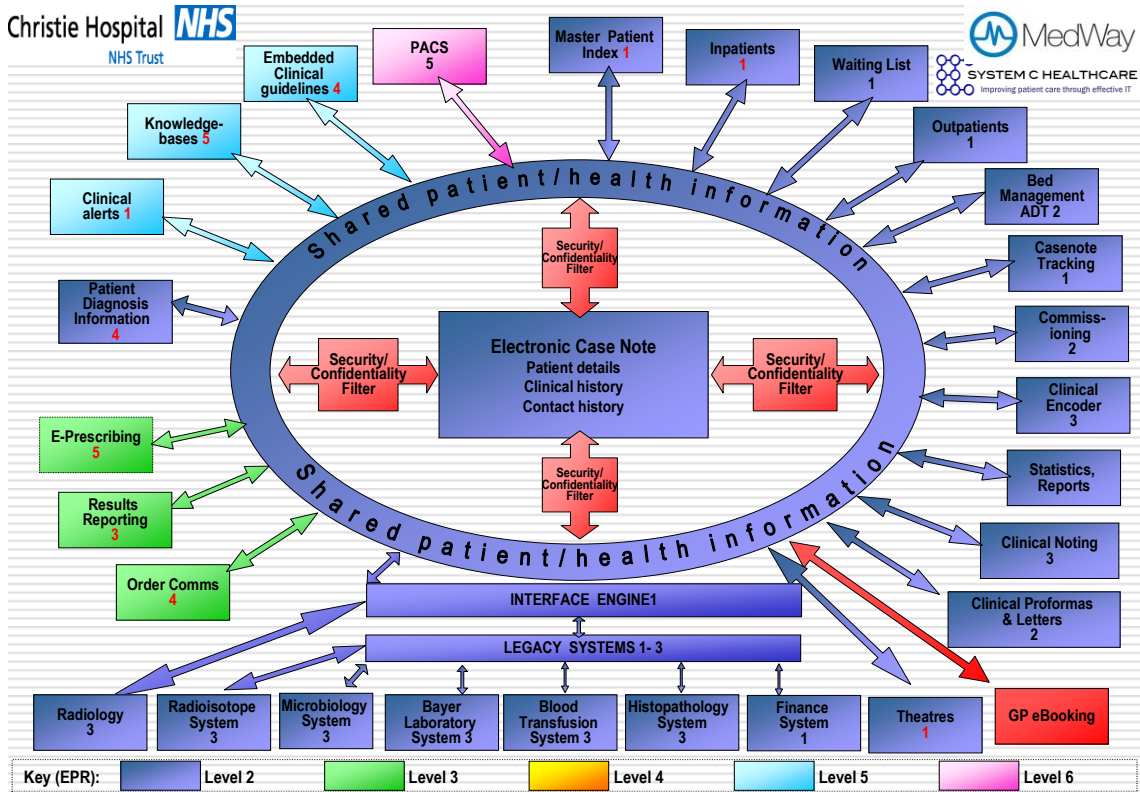 Christie Hospital NHS
NHS Trust
MedWay
SYSTEM C HEALTHCARE
Improving patient care through effective IT
PACS
5
Master Patient
Index 1
Inpatients
1
Waiting List
1
Embedded
Clinical
guidelines 4
Knowledge-
bases 5
Outpatients
1
Clinical
alerts 1
Bed
Management
ADT 2
Casenote
Tracking
1
Patient
Diagnosis
Information
4
Commiss-
ioning
2
Clinical
Encoder
3
E-Prescribing
5
Statistics,
Reports
Results
Reporting
3
Clinical Noting
3
Order Comms
4
Clinical Proformas
& Letters
2
Shared patient/health information
Security/
Confidentiality
Filter
Security/
Confidentiality
Filter
Electronic Case Note
Patient details
Clinical history
Contact history
Security/
Confidentiality
Filter
Security/
Confidentiality
Filter
Shared patient/health information
INTERFACE ENGINE1
LEGACY SYSTEMS 1- 3
Radiology
3
Radioisotope
System
3
Microbiology
System
3
Bayer
Laboratory
System 3
Blood
Transfusion
System 3
Histopathology
System
3
Finance
System
1
Theatres
1
GP eBooking
Key (EPR): Level 2 Level 3 Level 4 Level 5 Level 6